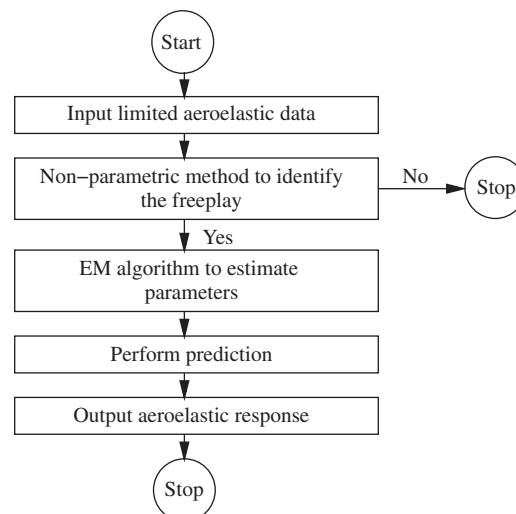 Start
Input limited aeroelastic data
Non−parametric method to identify
the freeplay
No
Stop
Yes
EM algorithm to estimate
parameters
Perform prediction
Output aeroelastic response
Stop